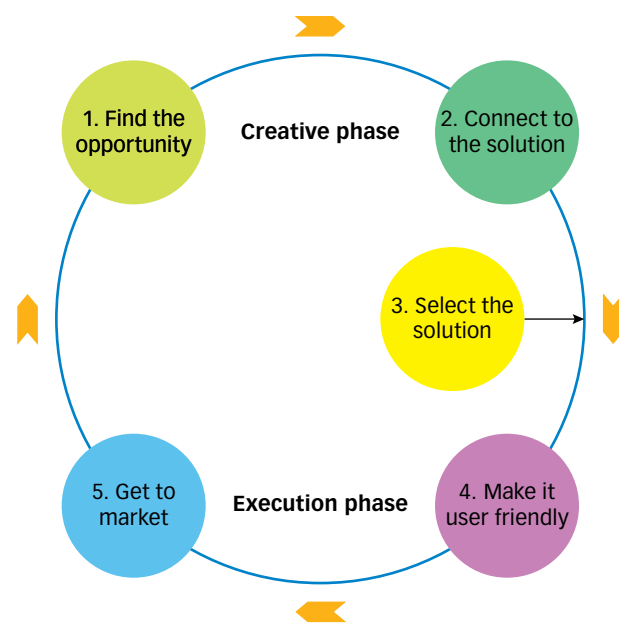 1. Find the
opportunity
Creative phase
2. Connect to
the solution
3. Select the
solution
4. Make it
user friendly
Execution phase
5. Get to
market